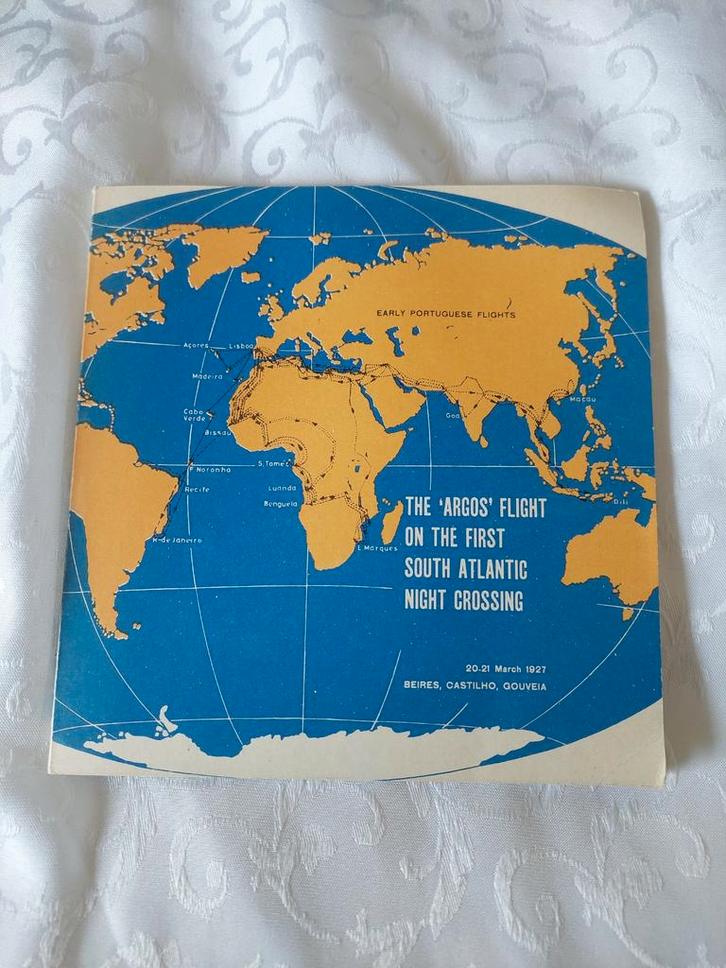 EARLY PORTUGUESE FLIGHTS
Açores
Lisboa
Madeira
Macau
Cabo
Verde
Goa
Bissau
F Noronha
S. Tomé
Recife
Luanda
Benguela
Dili
R. de Janeiro
L Marques
THE ‘ARGOS’ FLIGHT
ON THE FIRST
SOUTH ATLANTIC
NIGHT CROSSING
20-21 March 1927
BEIRES, CASTILHO, GOUVEIA